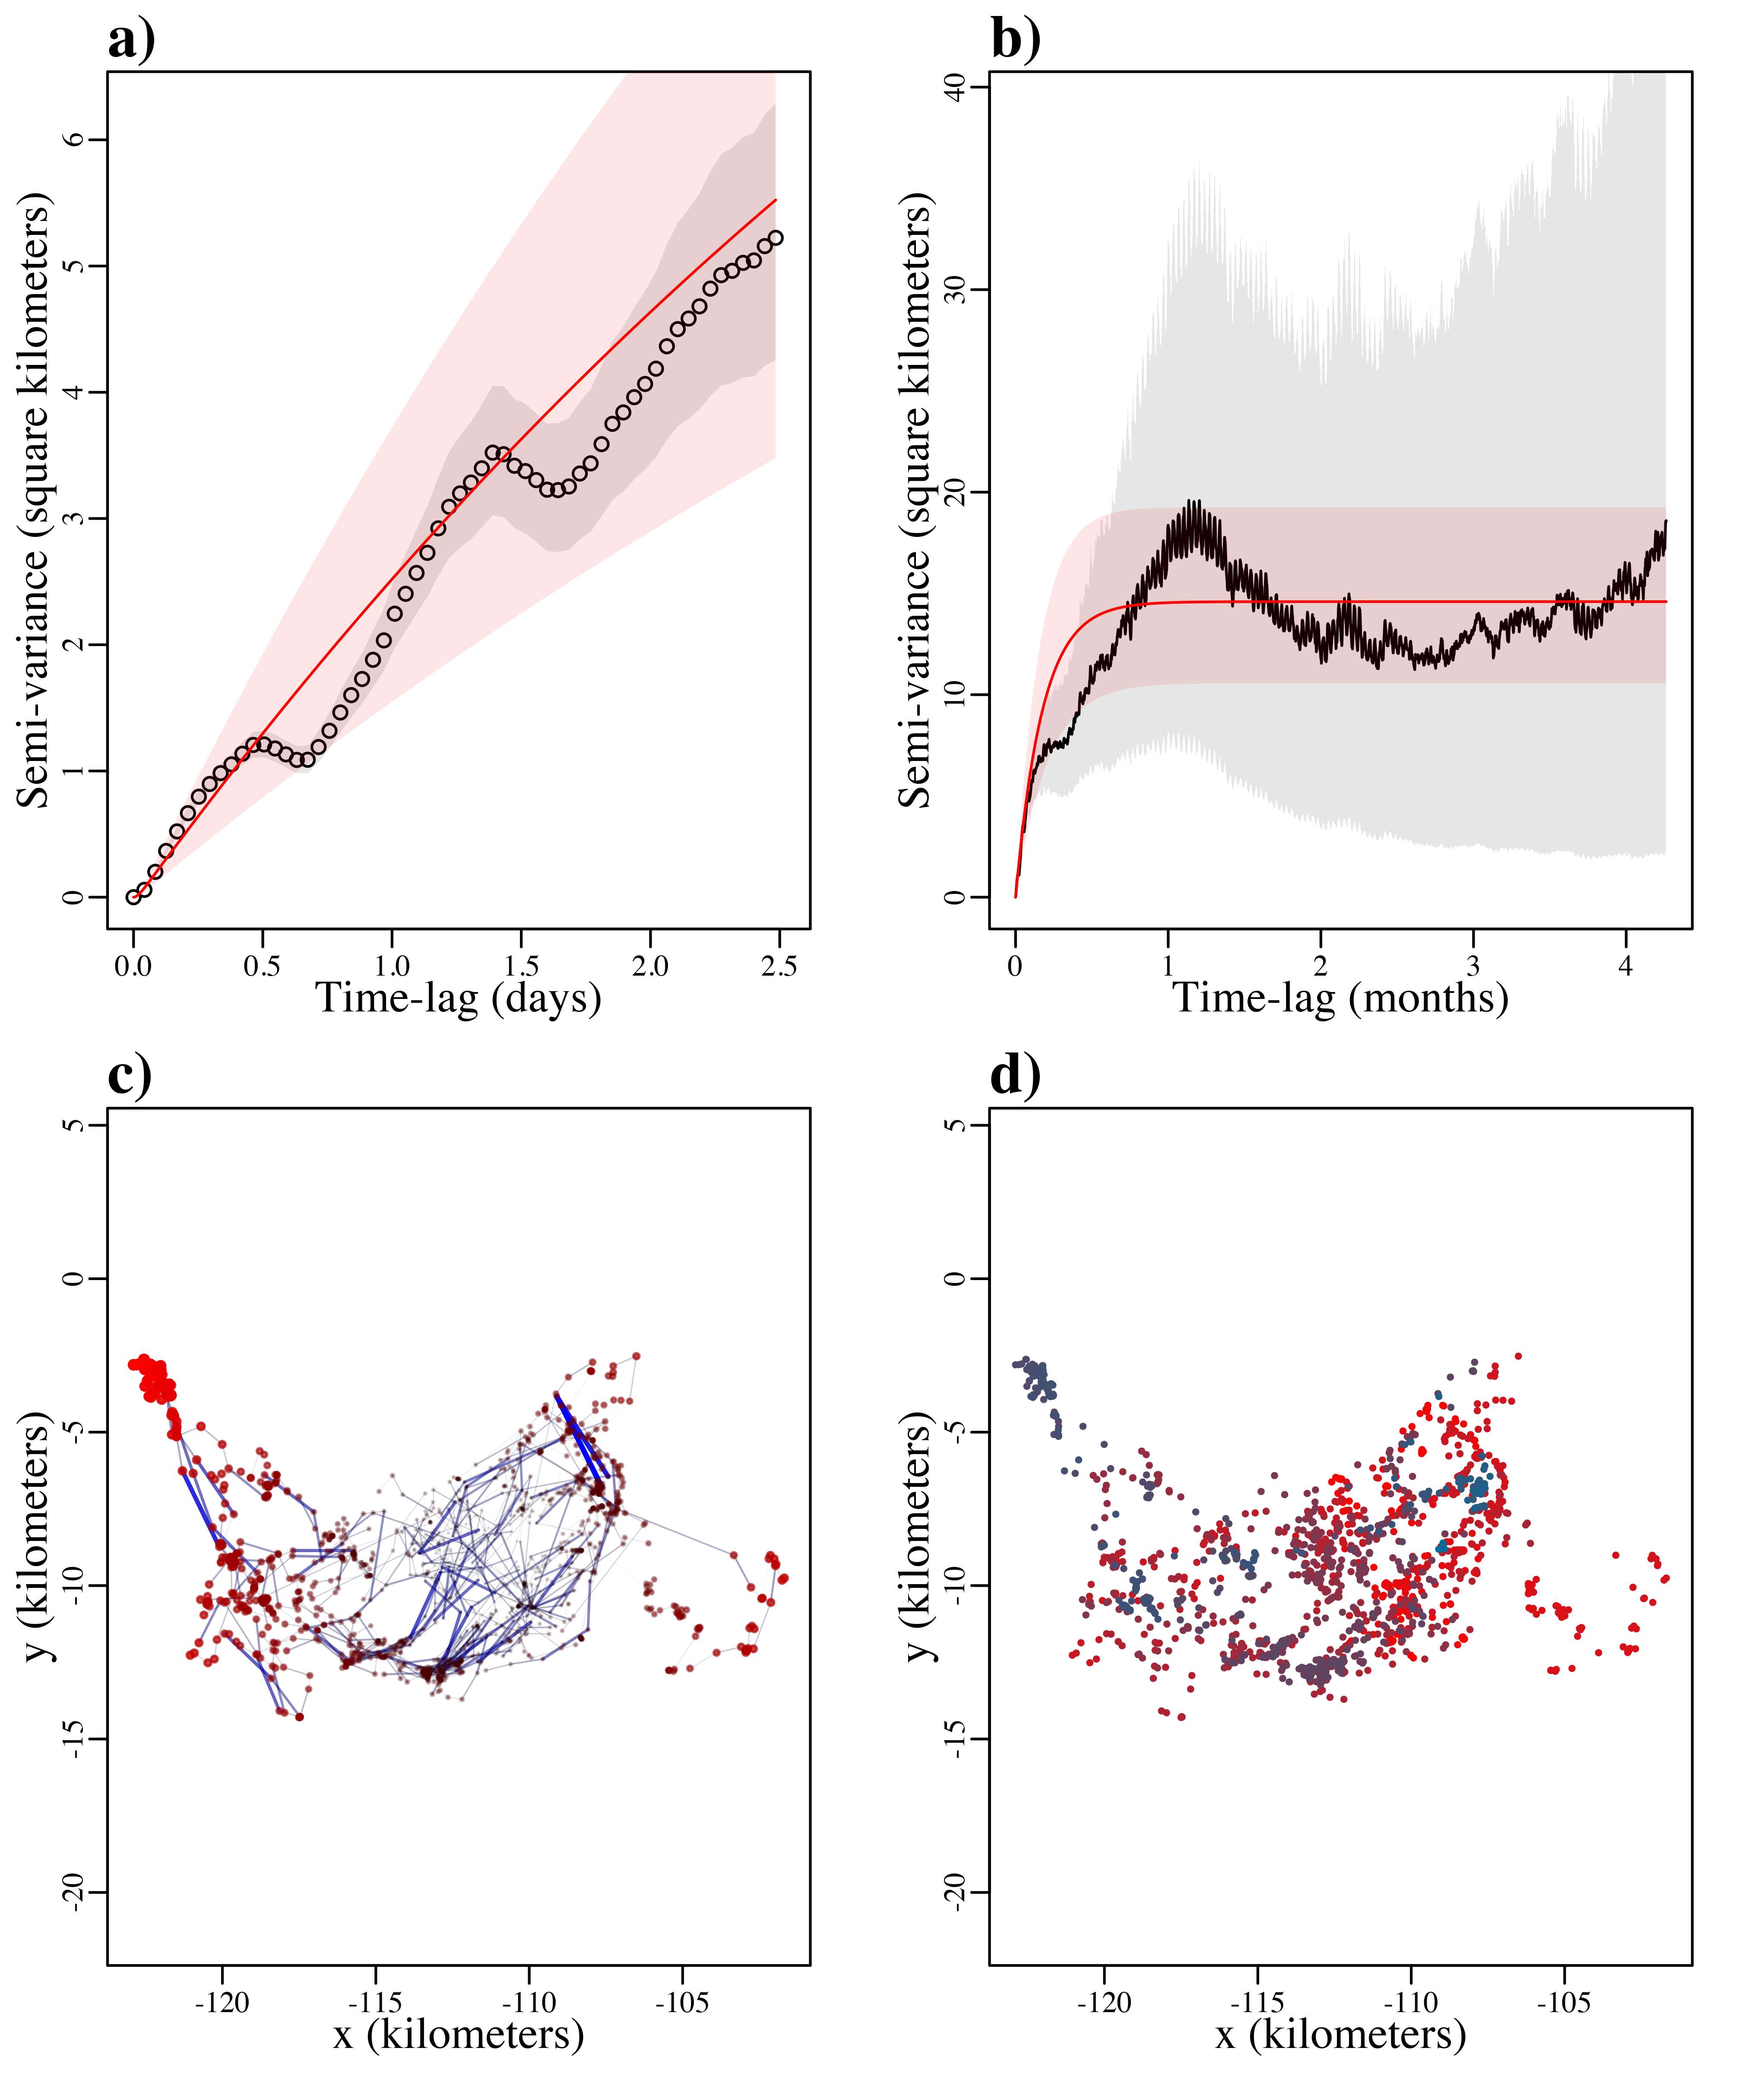 a)
Semi-variance (square kilometers)
6
5
4
3
2
1
0
0.0 0.5 1.0 1.5 2.0 2.5
Time-lag (days)
b)
Semi-variance (square kilometers)
40
30
20
10
0
0 1 2 3 4
Time-lag (months)
c)
y (kilometers)
5
0
-5
-10
-15
-20
-120 -115 -110 -105
x (kilometers)
d)
y (kilometers)
5
0
-5
-10
-15
-20
-120 -115 -110 -105
x (kilometers)